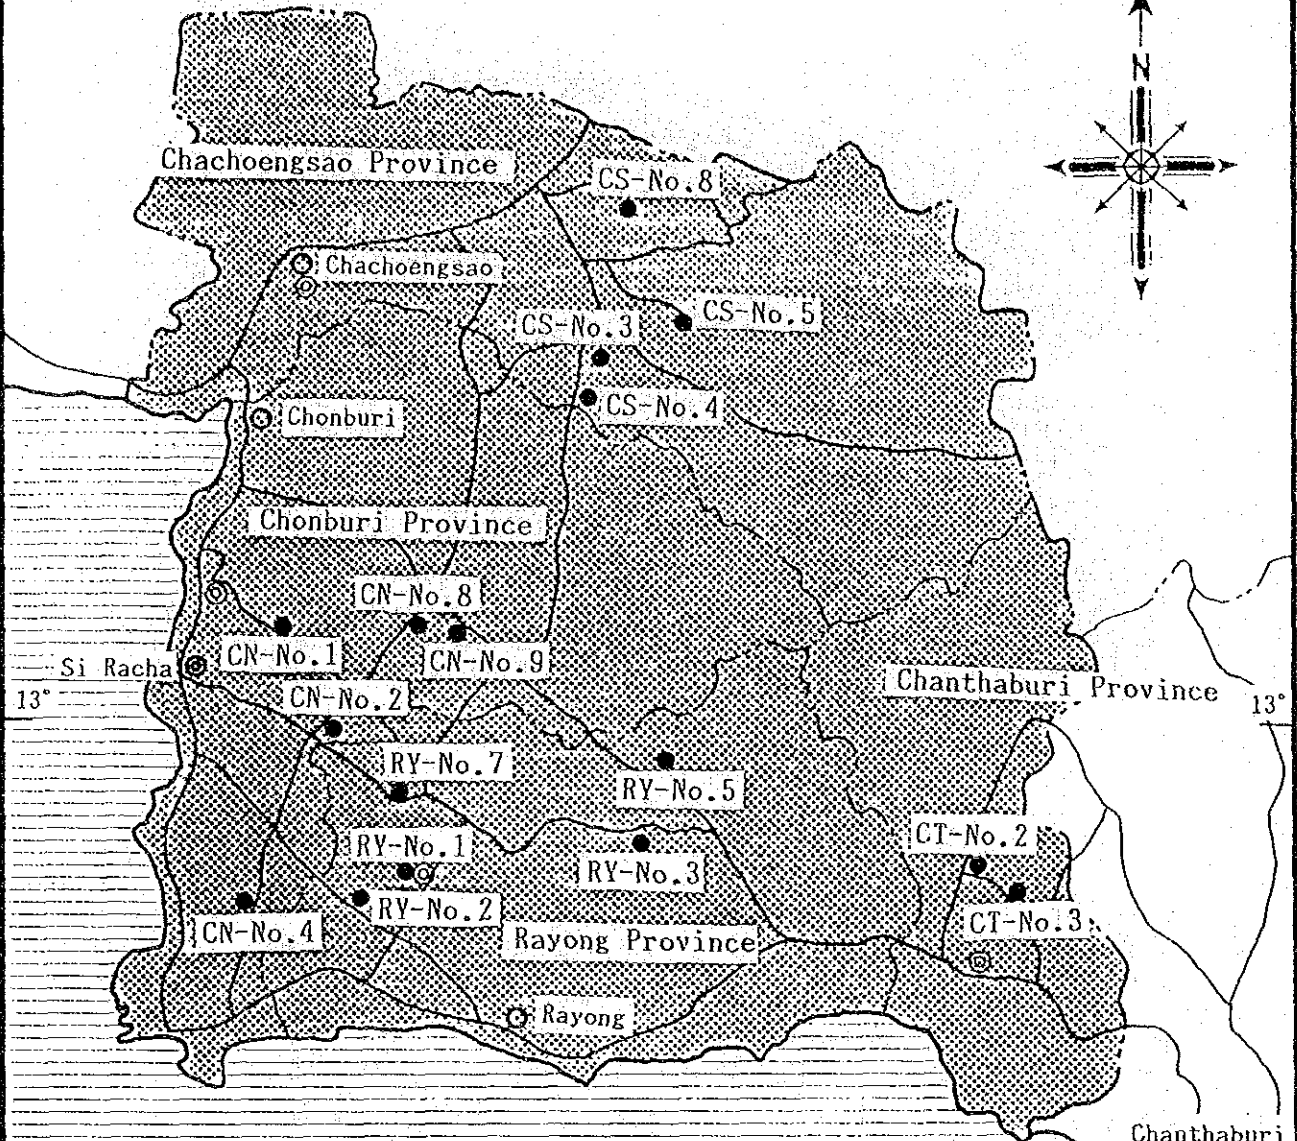 N
Chachoengsao Province
CS-No.8
Chachoengsao
CS-No.5
CS-No.3
CS-No.4
Chonburi
Chonburi Province
CN-No.8
CN-No.1
CN-No.9
Si Racha
Chanthaburi Province
CN-No.2
13°
13°
RY-No.7
RY-No.5
CT-No.2
RY-No.1
RY-No.3
RY-No.2
CT-No.3
CN-No.4
Rayong Province
Rayong
Chanthaburi